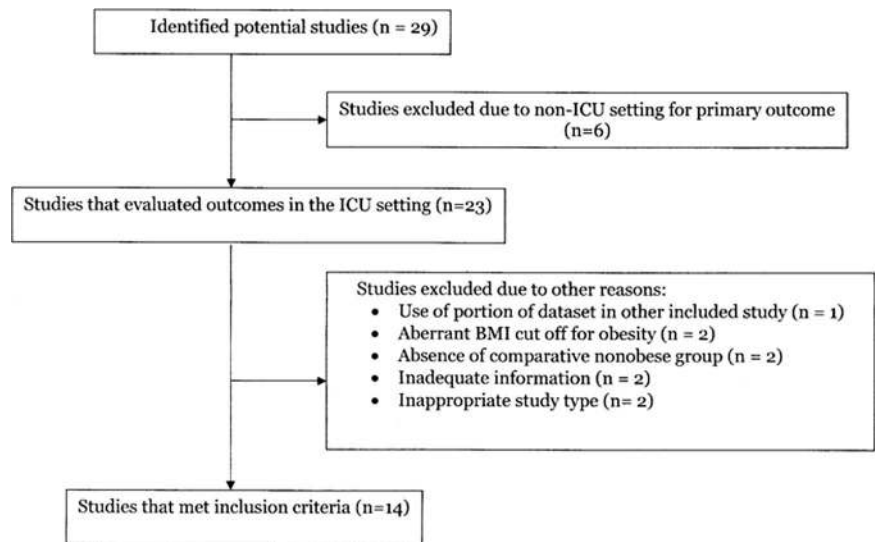 Identified potential studies (n = 29)
Studies excluded due to non-ICU setting for primary outcome
(n=6)
Studies that evaluated outcomes in the ICU setting (n=23)
Studies excluded due to other reasons:
• Use of portion of dataset in other included study (n = 1)
• Aberrant BMI cut off for obesity (n = 2)
• Absence of comparative nonobese group (n = 2)
• Inadequate information (n = 2)
• Inappropriate study type (n= 2)
Studies that met inclusion criteria (n=14)